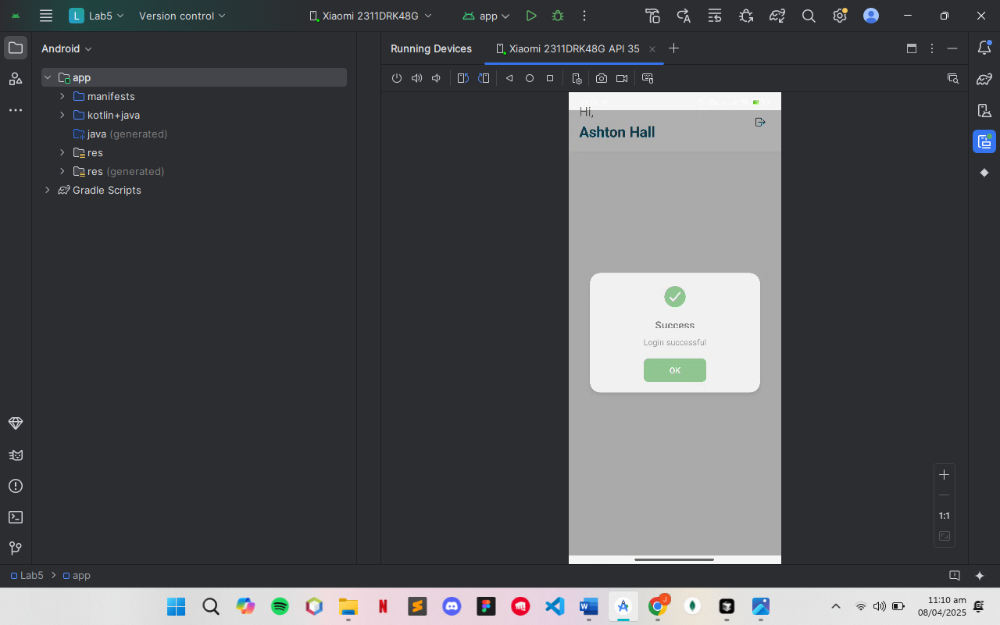 L Lab5 Version control Xiaomi 2311DRK48G app
Android
Running Devices Xiaomi 2311DRK48G API 35
app
manifests
kotlin+java
java (generated)
res
res (generated)
Gradle Scripts
Hi,
Ashton Hall
Success
Login successful
OK
1:1
Lab5 > app
11:10 am
08/04/2025